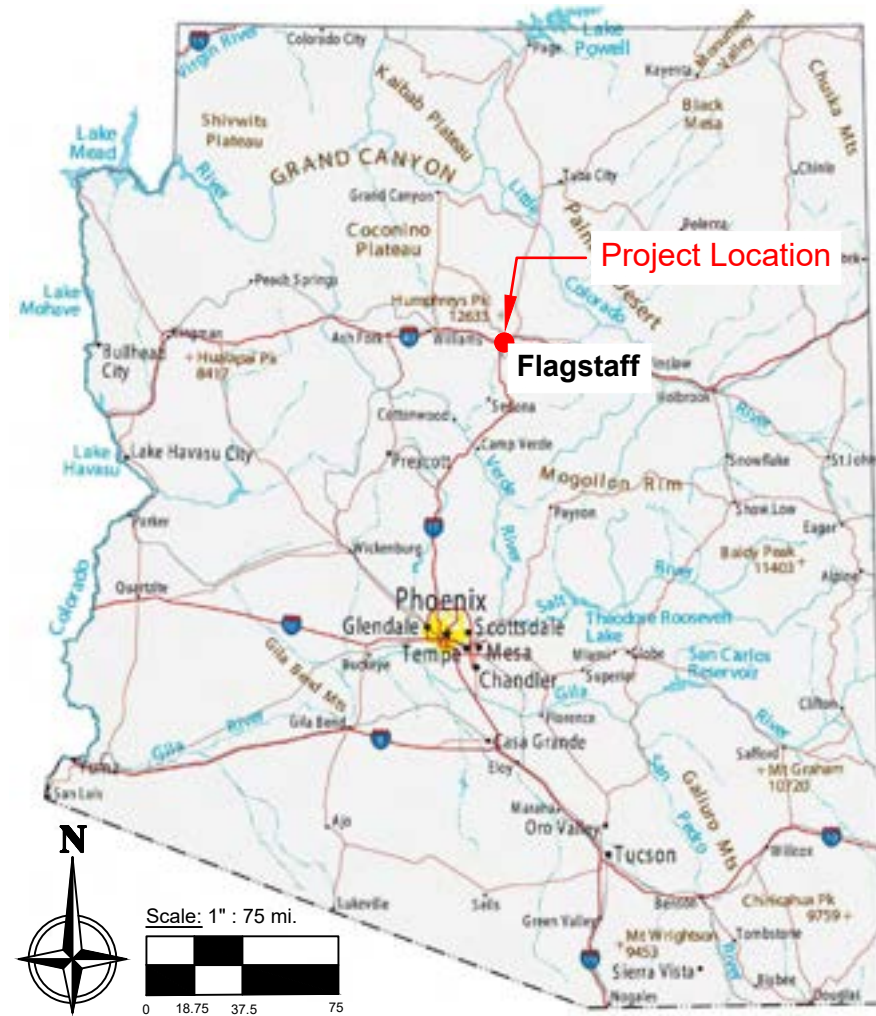 Lake
Powell
Colorado City
Virgin River
Page
Monument
Valley
Kayenta
Kaibab Plateau
Chuska Mts
Shivwits
Plateau
Black
Mesa
Lake
Mead
River
GRAND CANYON
Chinle
Tuba City
Grand Canyon
Little
Coconino
Plateau
Project Location
Peach Springs
Desert
Colorado
Lake
Mohave
Humphreys Pk
12633
Kingman
Ash Fork
Williams
Bullhead
City
Hualapai Pk
8417
Flagstaff
Holbrook
Sedona
Cottonwood
River
Lake
Havasu
Lake Havasu City
Camp Verde
Prescott
Verde
River
Mogollon Rim
Snowflake
St John
Parker
Payson
Show Low
Eagar
Wickenburg
Baldy Peak
11403
Alpine
River
Colorado
Quartzite
Phoenix
Salt
Theodore Roosevelt
Lake
Glendale
Scottsdale
Tempe
Mesa
Buckeye
Chandler
Miami
Globe
Superior
San Carlos
Reservoir
Gila Bend Mts
Gila
Florence
River
Clifton
Gila Bend
Gila
River
Casa Grande
Eloy
Safford
Mt Graham
10720
Yuma
San Luis
San
Pedro
River
Galiuro Mts
Marana
Oro Valley
Ajo
Tucson
Willcox
N
Scale: 1" : 75 mi.
Lukeville
Sells
Benson
Chiricahua Pk
9759
Green Valley
Mt Wrightson
9453
Tombstone
Sierra Vista
Bisbee
Nogales
Douglas
0 18.75 37.5 75